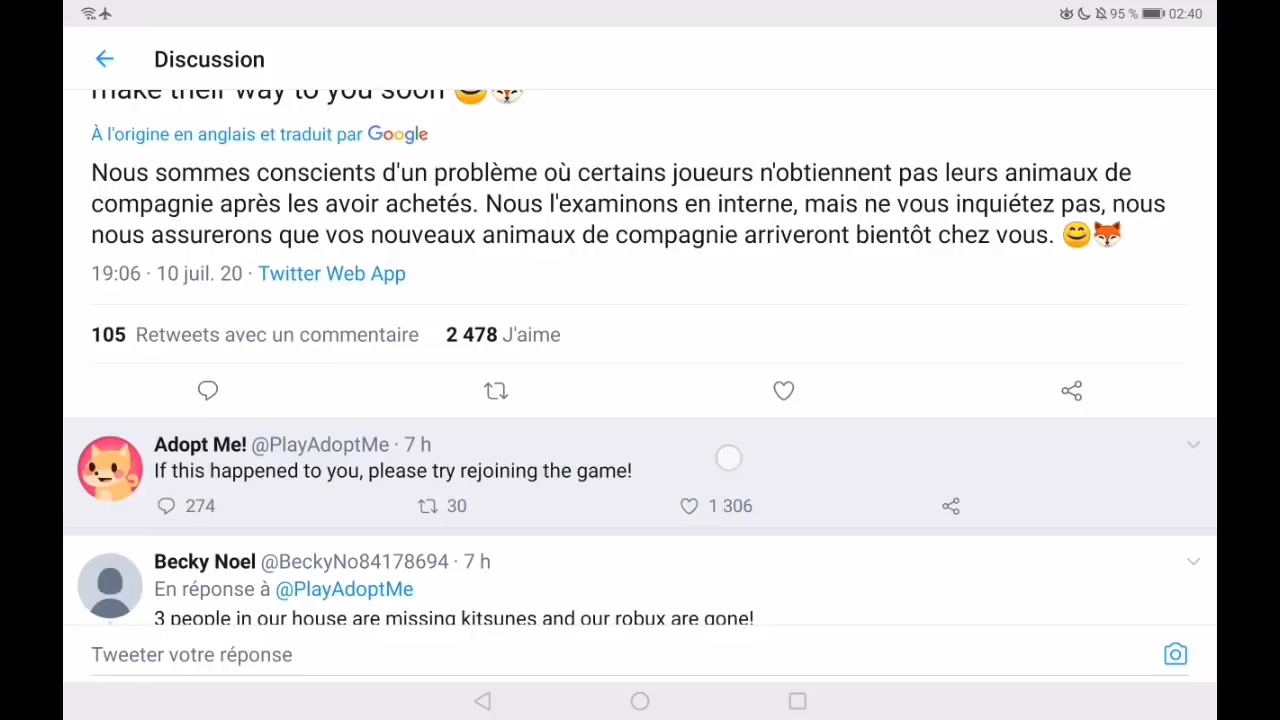 95 % 02:40
Discussion
make their way to you soon 😊🦊
À l'origine en anglais et traduit par Google
Nous sommes conscients d'un problème où certains joueurs n'obtiennent pas leurs animaux de
compagnie après les avoir achetés. Nous l'examinons en interne, mais ne vous inquiétez pas, nous
nous assurerons que vos nouveaux animaux de compagnie arriveront bientôt chez vous. 😊🦊
19:06 · 10 juil. 20 · Twitter Web App
105 Retweets avec un commentaire 2 478 J'aime
Adopt Me! @PlayAdoptMe · 7 h
If this happened to you, please try rejoining the game!
274 30 1 306
Becky Noel @BeckyNo84178694 · 7 h
En réponse à @PlayAdoptMe
3 people in our house are missing kitsunes and our robux are gone!
Tweeter votre réponse